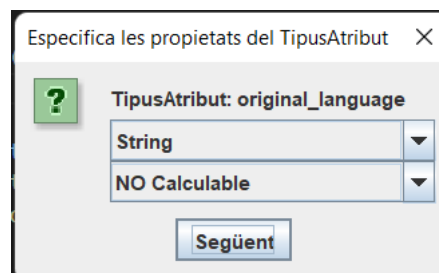 Especifica les propietats del TipusAtribut
TipusAtribut: original_language
String
NO Calculable
Següent